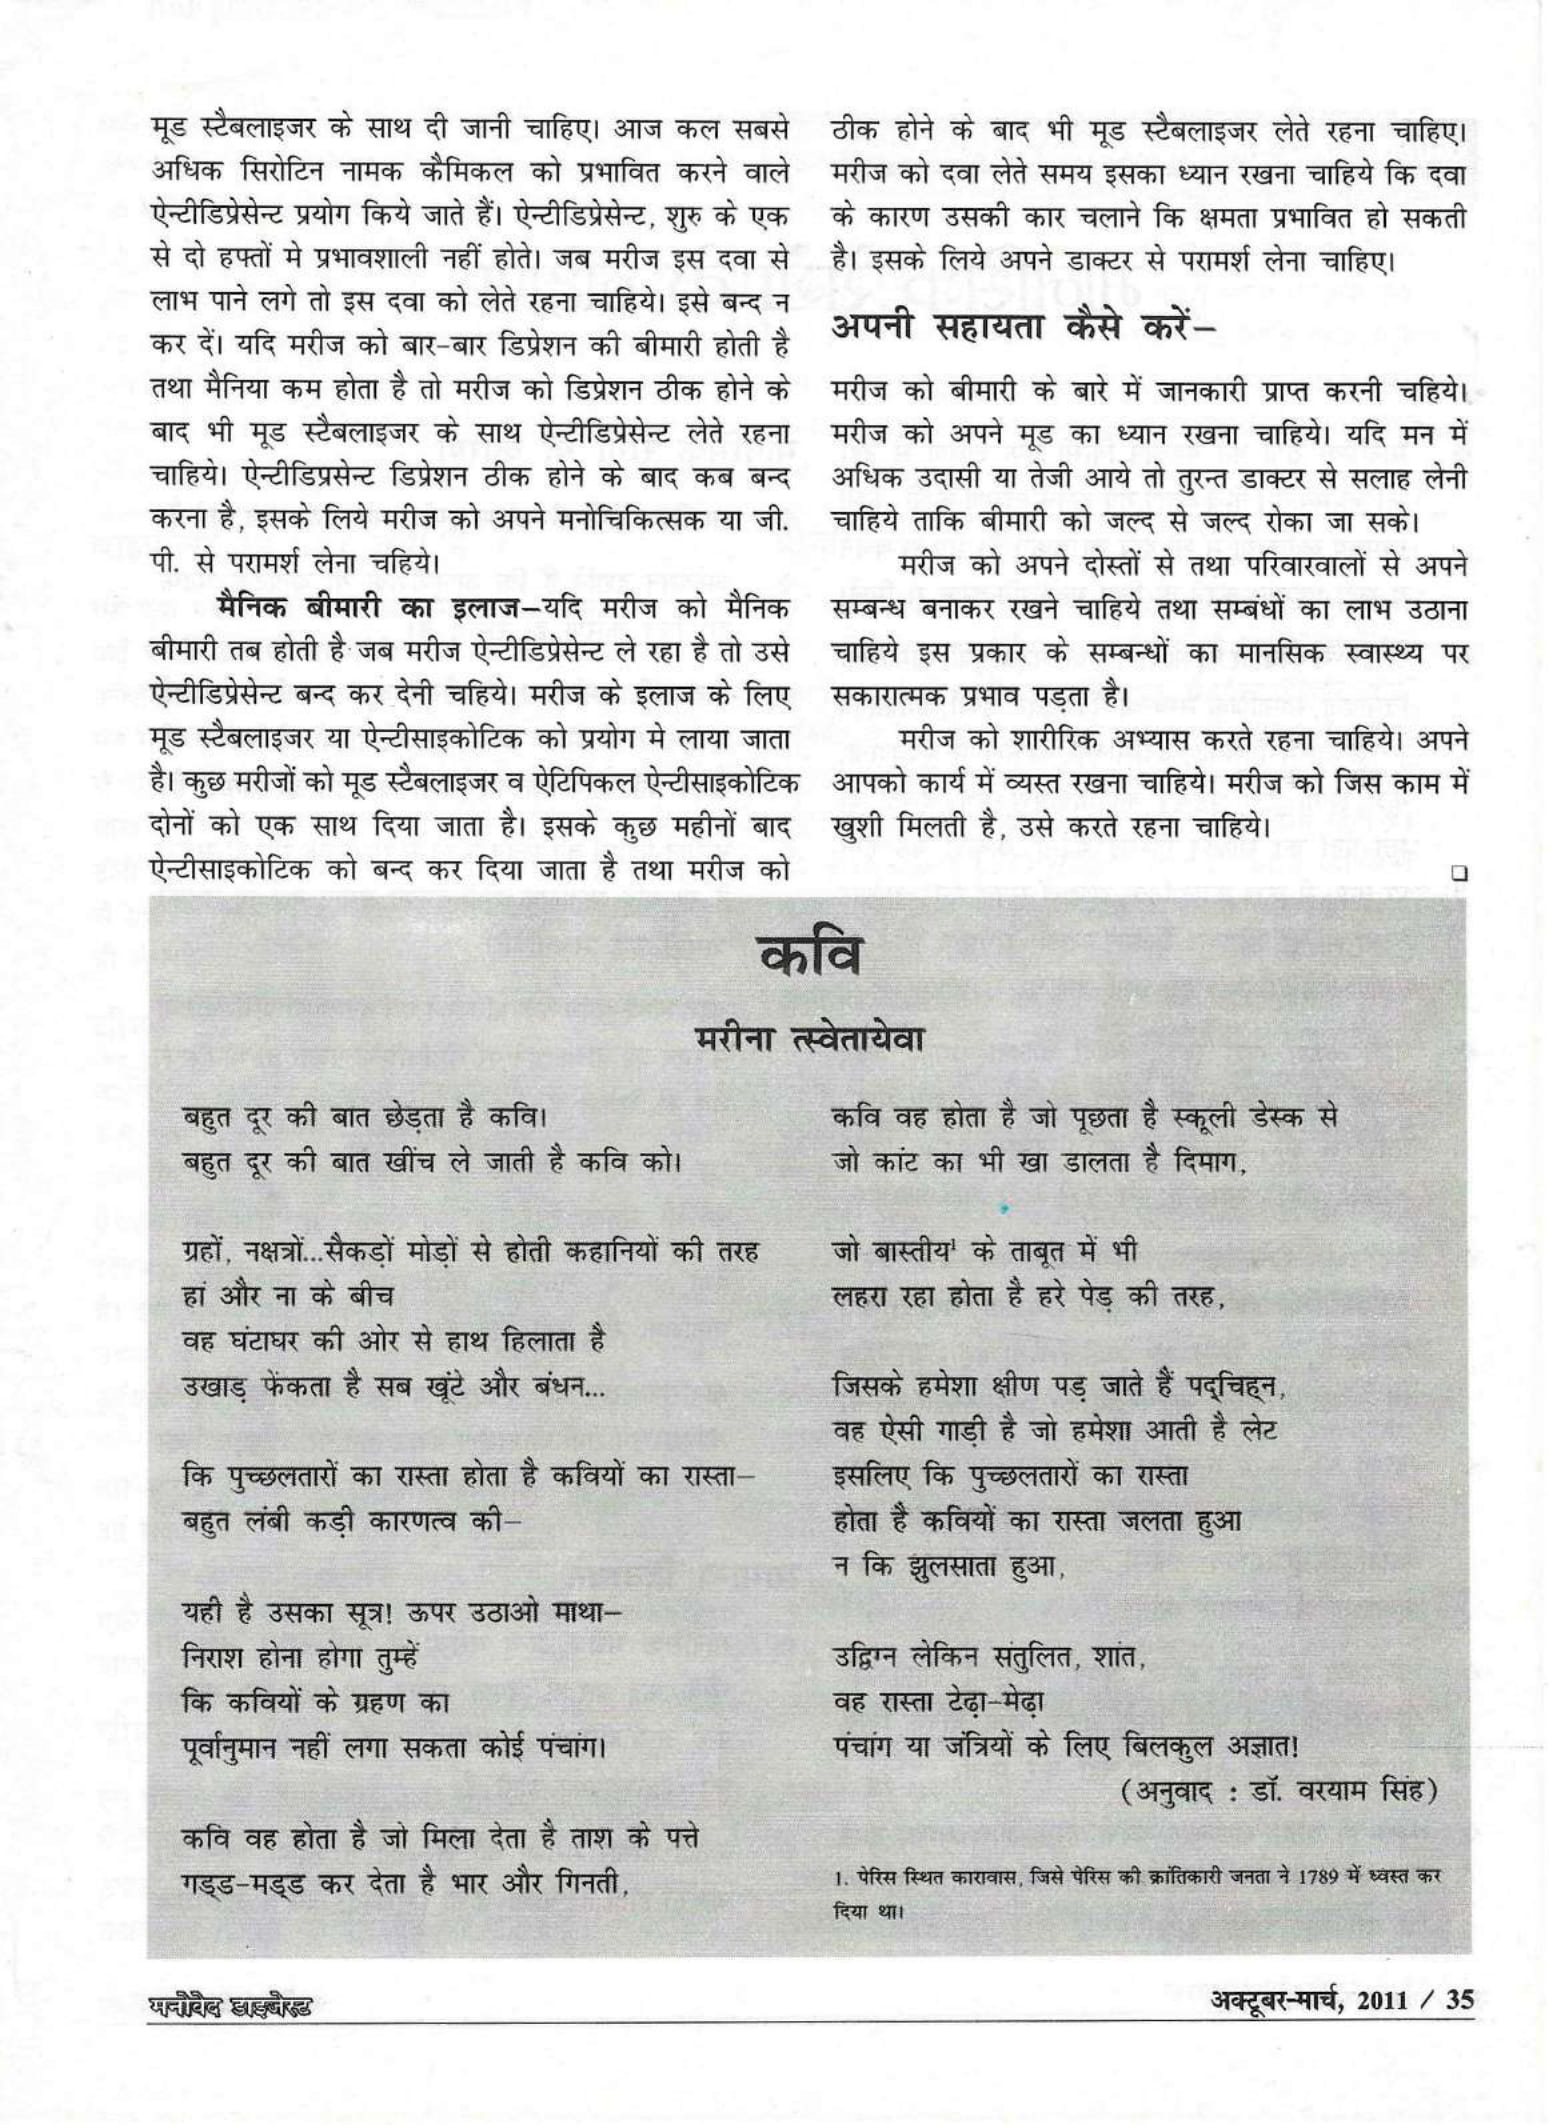 मूड स्टैबलाइजर के साथ दी जानी चाहिए। आज कल सबसे
अधिक सिरोटिन नामक कैमिकल को प्रभावित करने वाले
ऐन्टीडिप्रेसेन्ट प्रयोग किये जाते हैं। ऐन्टीडिप्रेसेन्ट, शुरु के एक
से दो हफ्तों मे प्रभावशाली नहीं होते। जब मरीज इस दवा से
लाभ पाने लगे तो इस दवा को लेते रहना चाहिये। इसे बन्द न
कर दें। यदि मरीज को बार-बार डिप्रेशन की बीमारी होती है
तथा मैनिया कम होता है तो मरीज को डिप्रेशन ठीक होने के
बाद भी मूड स्टैबलाइजर के साथ ऐन्टीडिप्रेसेन्ट लेते रहना
चाहिये। ऐन्टीडिप्रसेन्ट डिप्रेशन ठीक होने के बाद कब बन्द
करना है, इसके लिये मरीज को अपने मनोचिकित्सक या जी.
पी. से परामर्श लेना चहिये।
मैनिक बीमारी का इलाज–यदि मरीज को मैनिक
बीमारी तब होती है जब मरीज ऐन्टीडिप्रेसेन्ट ले रहा है तो उसे
ऐन्टीडिप्रेसेन्ट बन्द कर देनी चहिये। मरीज के इलाज के लिए
मूड स्टैबलाइजर या ऐन्टीसाइकोटिक को प्रयोग मे लाया जाता
है। कुछ मरीजों को मूड स्टैबलाइजर व ऐटिपिकल ऐन्टीसाइकोटिक
दोनों को एक साथ दिया जाता है। इसके कुछ महीनों बाद
ऐन्टीसाइकोटिक को बन्द कर दिया जाता है तथा मरीज को
ठीक होने के बाद भी मूड स्टैबलाइजर लेते रहना चाहिए।
मरीज को दवा लेते समय इसका ध्यान रखना चाहिये कि दवा
के कारण उसकी कार चलाने कि क्षमता प्रभावित हो सकती
है। इसके लिये अपने डाक्टर से परामर्श लेना चाहिए।
अपनी सहायता कैसे करें–
मरीज को बीमारी के बारे में जानकारी प्राप्त करनी चहिये।
मरीज को अपने मूड का ध्यान रखना चाहिये। यदि मन में
अधिक उदासी या तेजी आये तो तुरन्त डाक्टर से सलाह लेनी
चाहिये ताकि बीमारी को जल्द से जल्द रोका जा सके।
मरीज को अपने दोस्तों से तथा परिवारवालों से अपने
सम्बन्ध बनाकर रखने चाहिये तथा सम्बंधों का लाभ उठाना
चाहिये इस प्रकार के सम्बन्धों का मानसिक स्वास्थ्य पर
सकारात्मक प्रभाव पड़ता है।
मरीज को शारीरिक अभ्यास करते रहना चाहिये। अपने
आपको कार्य में व्यस्त रखना चाहिये। मरीज को जिस काम में
खुशी मिलती है, उसे करते रहना चाहिये।
❑
कवि
मरीना त्स्वेतायेवा
बहुत दूर की बात छेड़ता है कवि।
बहुत दूर की बात खींच ले जाती है कवि को।
ग्रहों, नक्षत्रों...सैकड़ों मोड़ों से होती कहानियों की तरह
हां और ना के बीच
वह घंटाघर की ओर से हाथ हिलाता है
उखाड़ फेंकता है सब खूंटे और बंधन...
कि पुच्छलतारों का रास्ता होता है कवियों का रास्ता–
बहुत लंबी कड़ी कारणत्व की–
यही है उसका सूत्र! ऊपर उठाओ माथा–
निराश होना होगा तुम्हें
कि कवियों के ग्रहण का
पूर्वानुमान नहीं लगा सकता कोई पंचांग।
कवि वह होता है जो मिला देता है ताश के पत्ते
गड्ड-मड्ड कर देता है भार और गिनती,
कवि वह होता है जो पूछता है स्कूली डेस्क से
जो कांट का भी खा डालता है दिमाग,
जो बास्तीय¹ के ताबूत में भी
लहरा रहा होता है हरे पेड़ की तरह,
जिसके हमेशा क्षीण पड़ जाते हैं पद्चिह्न,
वह ऐसी गाड़ी है जो हमेशा आती है लेट
इसलिए कि पुच्छलतारों का रास्ता
होता है कवियों का रास्ता जलता हुआ
न कि झुलसाता हुआ,
उद्विग्न लेकिन संतुलित, शांत,
वह रास्ता टेढ़ा-मेढ़ा
पंचांग या जंत्रियों के लिए बिलकुल अज्ञात!
(अनुवाद : डॉ. वरयाम सिंह)
1. पेरिस स्थित कारावास, जिसे पेरिस की क्रांतिकारी जनता ने 1789 में ध्वस्त कर
दिया था।
मनोवेद डाइजेस्ट
अक्टूबर-मार्च, 2011 / 35